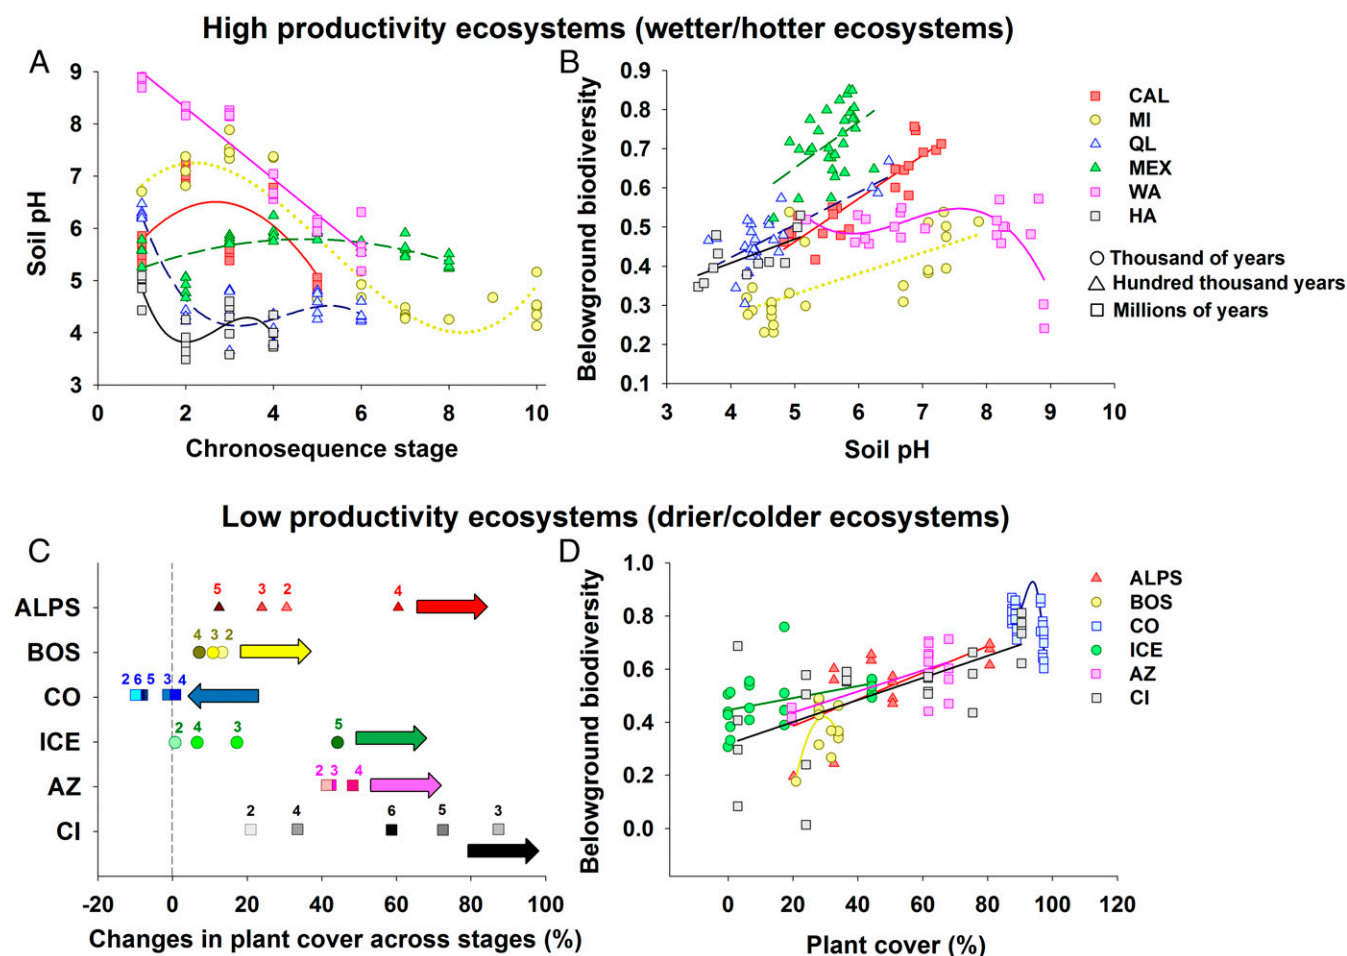 High productivity ecosystems (wetter/hotter ecosystems)
A
9
8
7
6
5
4
3
Soil pH
0
2
4
6
8
10
Chronosequence stage
B
0.9
0.8
0.7
0.6
0.5
0.4
0.3
0.2
0.1
Belowground biodiversity
3
4
5
6
7
8
9
10
Soil pH
CAL
MI
QL
MEX
WA
HA
Thousand of years
Hundred thousand years
Millions of years
Low productivity ecosystems (drier/colder ecosystems)
C
ALPS
BOS
CO
ICE
AZ
CI
5 3 2 4
4 3 2
2 6 5 3 4
2 4 3 5
2 3 4
2 4 6 5 3
-20
0
20
40
60
80
100
Changes in plant cover across stages (%)
D
1.0
0.8
0.6
0.4
0.2
0.0
Belowground biodiversity
0
20
40
60
80
100
120
Plant cover (%)
ALPS
BOS
CO
ICE
AZ
CI